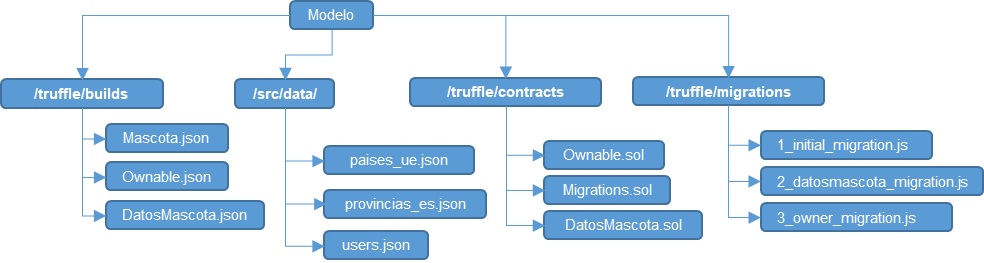 Modelo
/truffle/builds
Mascota.json
Ownable.json
DatosMascota.json
/src/data/
paises_ue.json
provincias_es.json
users.json
/truffle/contracts
Ownable.sol
Migrations.sol
DatosMascota.sol
/truffle/migrations
1_initial_migration.js
2_datosmascota_migration.js
3_owner_migration.js